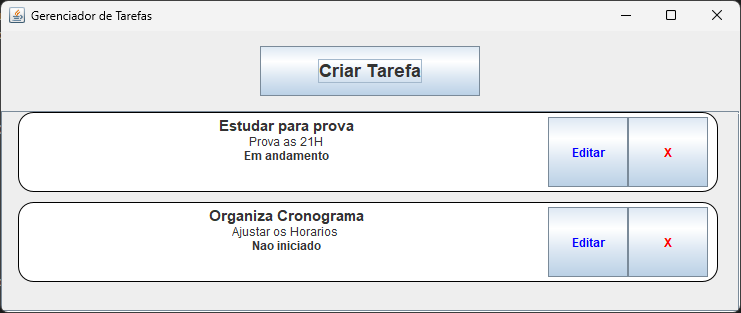 Gerenciador de Tarefas
Criar Tarefa
Estudar para prova
Prova as 21H
Em andamento
Editar
X
Organiza Cronograma
Ajustar os Horarios
Nao iniciado
Editar
X